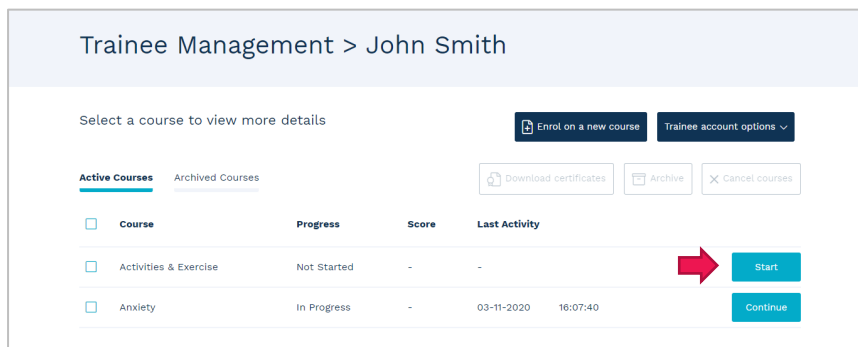 Trainee Management > John Smith
Select a course to view more details
Enrol on a new course
Trainee account options
Active Courses Archived Courses
Download certificates
Archive
Cancel courses
Course Progress Score Last Activity
Activities & Exercise Not Started - - Start
Anxiety In Progress - 03-11-2020 16:07:40 Continue